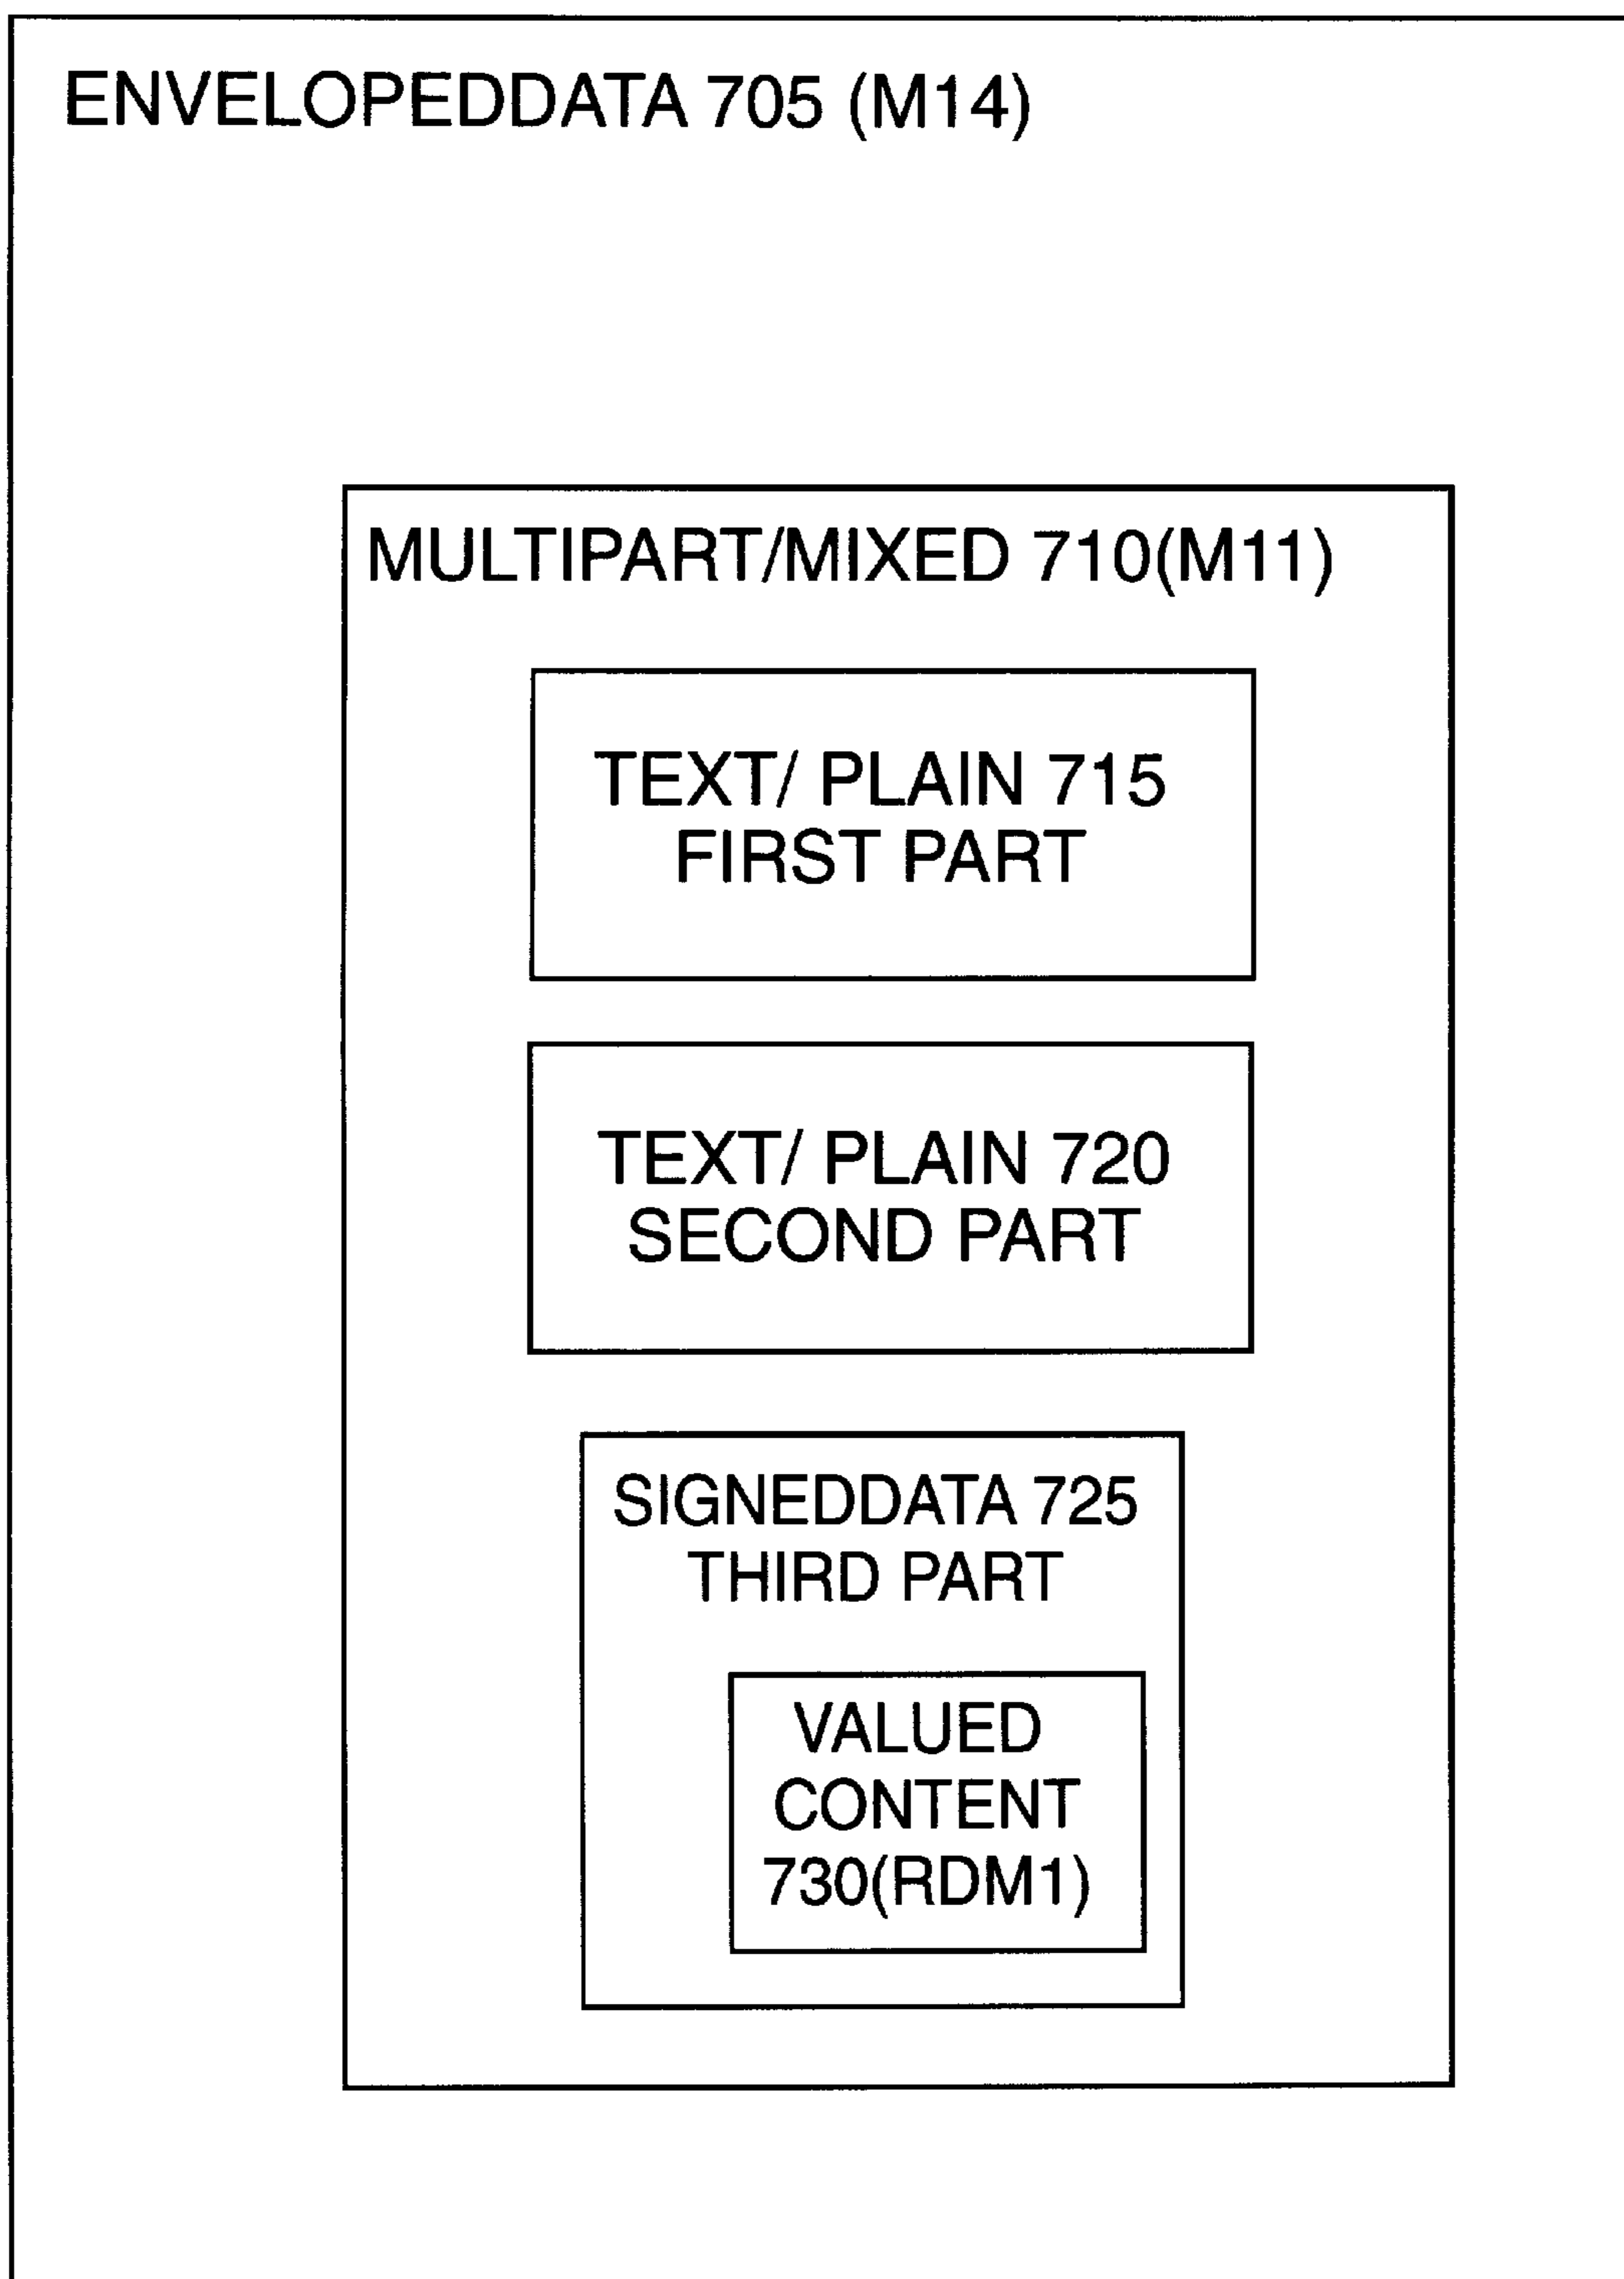 ENVELOPEDDATA 705 (M14)
MULTIPART/MIXED 710(M11)
TEXT/ PLAIN 715
FIRST PART
TEXT/ PLAIN 720
SECOND PART
SIGNEDDATA 725
THIRD PART
VALUED
CONTENT
730(RDM1)